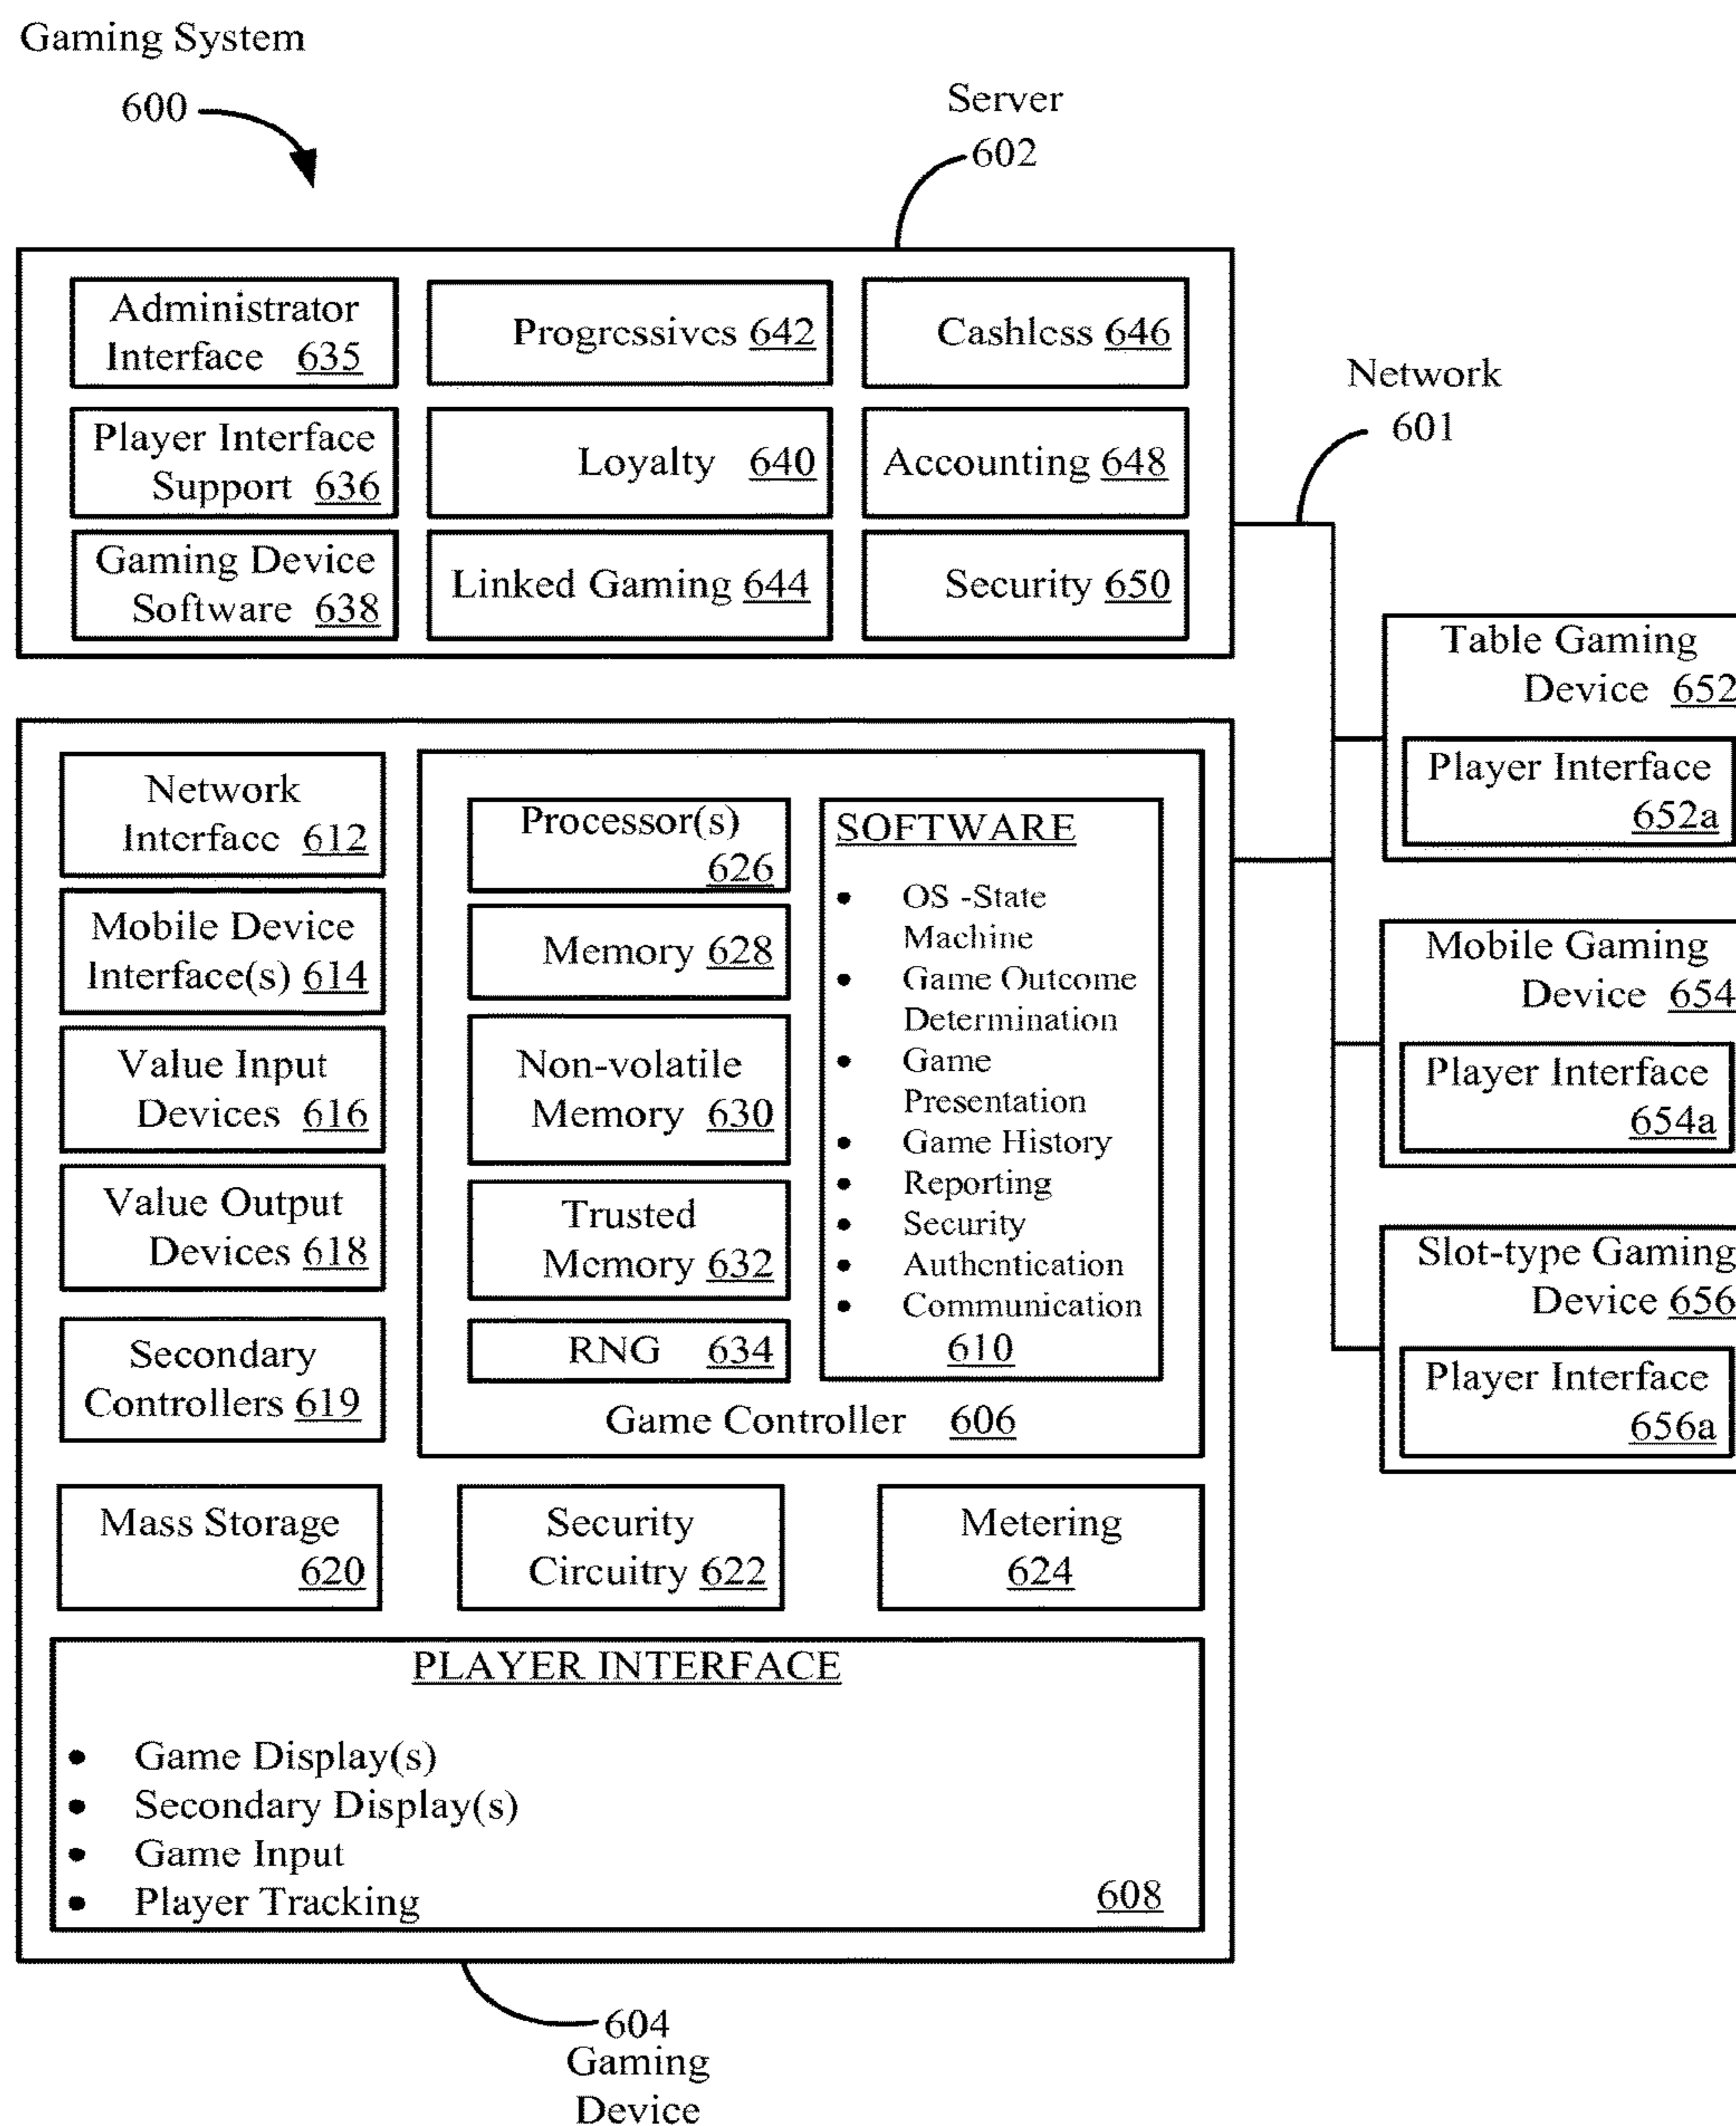 Gaming System
600
Server
602
Administrator
Interface 635
Progressives 642
Cashless 646
Player Interface
Support 636
Loyalty 640
Accounting 648
Gaming Device
Software 638
Linked Gaming 644
Security 650
Network
601
Table Gaming
Device 652
Player Interface
652a
Mobile Gaming
Device 654
Player Interface
654a
Slot-type Gaming
Device 656
Player Interface
656a
Network
Interface 612
Mobile Device
Interface(s) 614
Value Input
Devices 616
Value Output
Devices 618
Secondary
Controllers 619
Processor(s)
626
Memory 628
Non-volatile
Memory 630
Trusted
Memory 632
RNG 634
SOFTWARE
• OS -State
Machine
• Game Outcome
Determination
• Game
Presentation
• Game History
• Reporting
• Security
• Authentication
• Communication
610
Game Controller 606
Mass Storage
620
Security
Circuitry 622
Metering
624
PLAYER INTERFACE
• Game Display(s)
• Secondary Display(s)
• Game Input
• Player Tracking
608
604
Gaming
Device